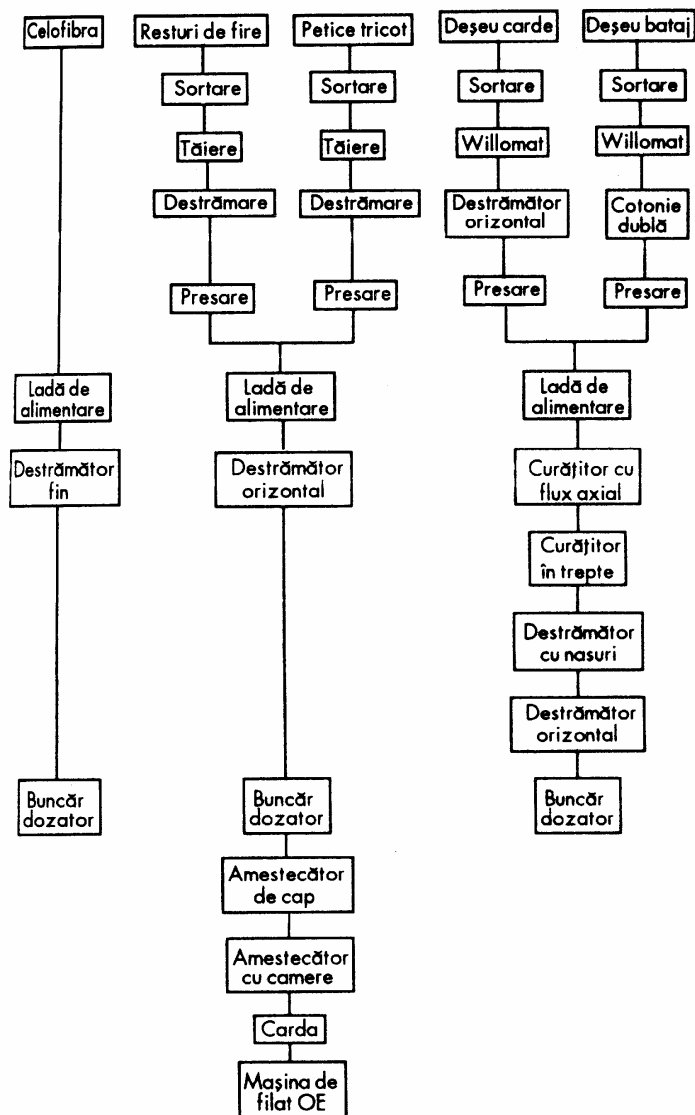 Celofibra
Resturi de fire
Petice tricot
Deșeu carde
Deșeu bataj
Sortare
Sortare
Sortare
Sortare
Tăiere
Tăiere
Willomat
Willomat
Destrămare
Destrămare
Destrămător
orizontal
Cotonie
dublă
Presare
Presare
Presare
Presare
Ladă de
alimentare
Ladă de
alimentare
Ladă de
alimentare
Destrămător
fin
Destrămător
orizontal
Curățitor cu
flux axial
Curățitor
în trepte
Destrămător
cu nasuri
Destrămător
orizontal
Buncăr
dozator
Buncăr
dozator
Buncăr
dozator
Amestecător
de cap
Amestecător
cu camere
Carda
Mașina de
filat OE